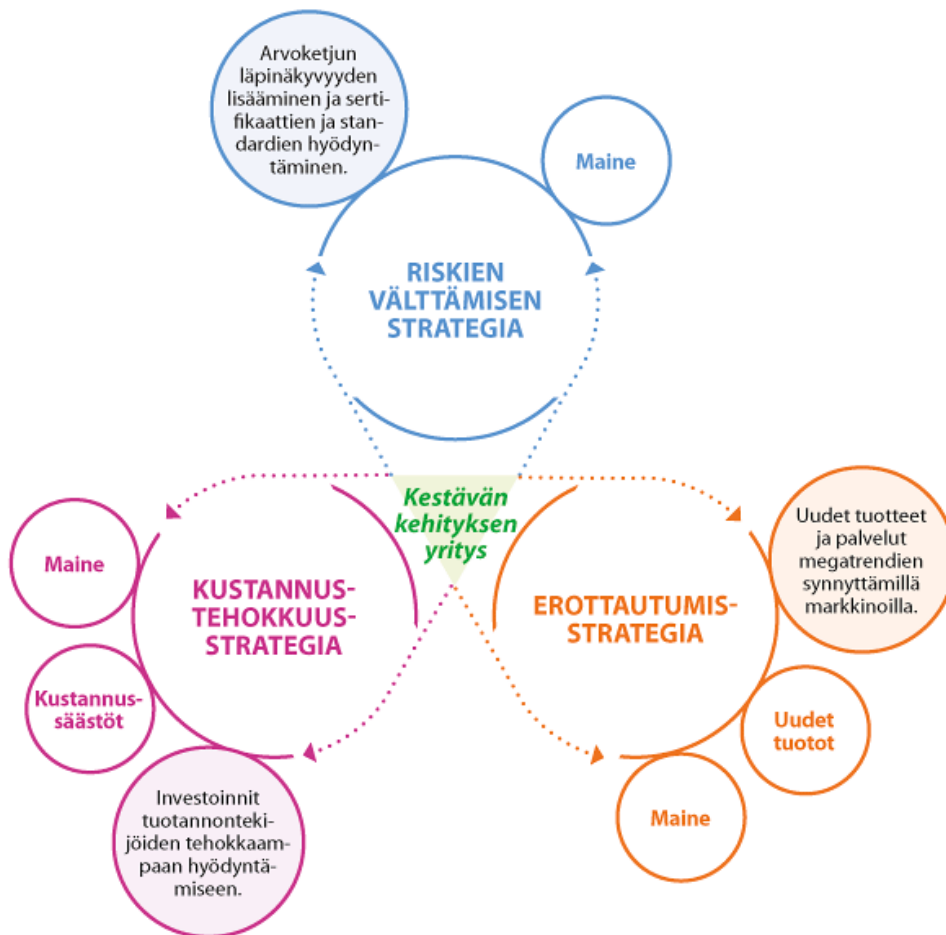 Arvoketjun
läpinäkyvyyden
lisääminen ja serti-
fikaattien ja stan-
dardien hyödyn-
täminen.
Maine
RISKIEN
VÄLTTÄMISEN
STRATEGIA
Kestävän
kehityksen
yritys
Maine
KUSTANNUS-
TEHOKKUUS-
STRATEGIA
Kustannus-
säästöt
Investoinnit
tuotannonteki-
jöiden tehokkaam-
paan hyödyntä-
miseen.
EROTTAUTUMIS-
STRATEGIA
Uudet tuotteet
ja palvelut
megatrendien
synnyttämillä
markkinoilla.
Uudet
tuotot
Maine